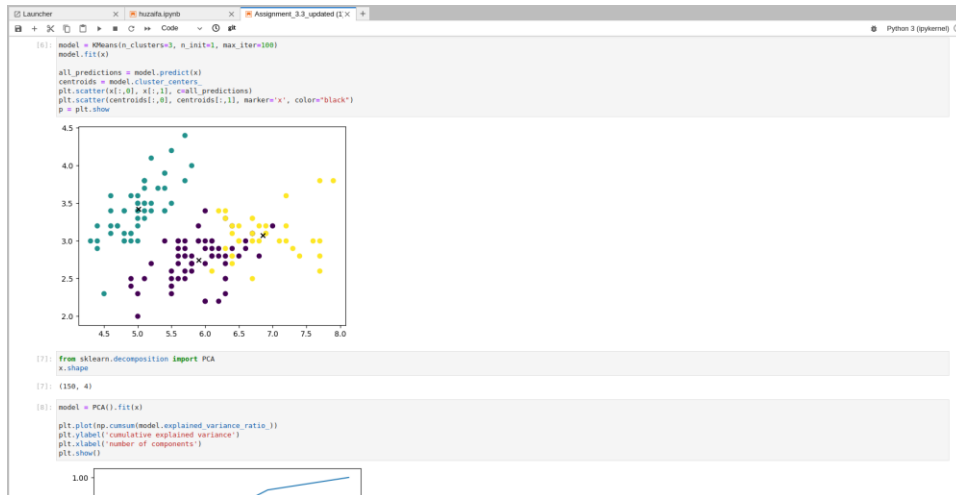 Launcher
huzaifa.ipynb
Assignment_3.3_updated (1
Code
git
Python 3 (ipykernel)
[6]: model = KMeans(n_clusters=3, n_init=1, max_iter=100)
model.fit(x)
all_predictions = model.predict(x)
centroids = model.cluster_centers_
plt.scatter(x[:,0], x[:,1], c=all_predictions)
plt.scatter(centroids[:,0], centroids[:,1], marker='x', color="black")
p = plt.show
4.5
4.0
3.5
3.0
2.5
2.0
4.5 5.0 5.5 6.0 6.5 7.0 7.5 8.0
[7]: from sklearn.decomposition import PCA
x.shape
[7]: (150, 4)
[8]: model = PCA().fit(x)
plt.plot(np.cumsum(model.explained_variance_ratio_))
plt.ylabel('cumulative explained variance')
plt.xlabel('number of components')
plt.show()
1.00